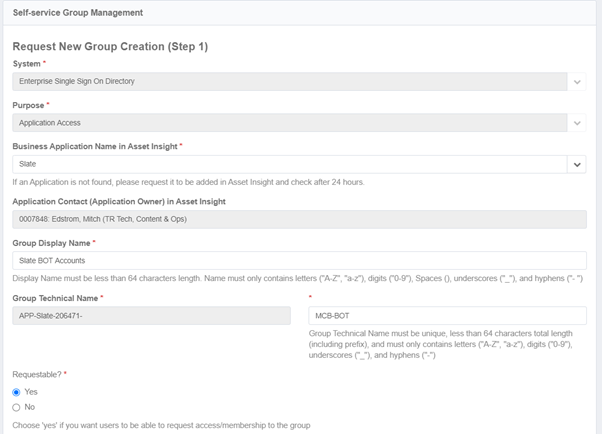 Self-service Group Management
Request New Group Creation (Step 1)
System *
Enterprise Single Sign On Directory
Purpose *
Application Access
Business Application Name in Asset Insight *
Slate
If an Application is not found, please request it to be added in Asset Insight and check after 24 hours.
Application Contact (Application Owner) in Asset Insight
0007848: Edstrom, Mitch (TR Tech, Content & Ops)
Group Display Name *
Slate BOT Accounts
Display Name must be less than 64 characters length. Name must only contains letters ("A-Z", "a-z"), digits ("0-9"), Spaces (), underscores ("_"), and hyphens ("- ")
Group Technical Name *
*
APP-Slate-206471-
MCB-BOT
Group Technical Name must be unique, less than 64 characters total length
(including prefix), and must only contains letters ("A-Z", "a-z"), digits ("0-9"),
underscores ("_"), and hyphens ("-")
Requestable? *
Yes
No
Choose 'yes' if you want users to be able to request access/membership to the group